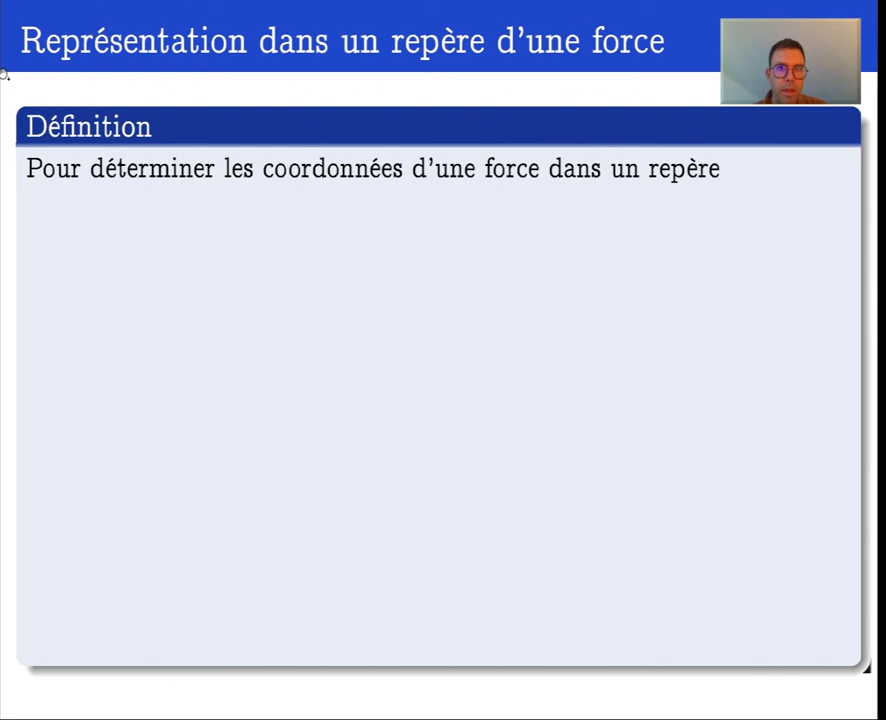 Représentation dans un repère d'une force
Définition
Pour déterminer les coordonnées d'une force dans un repère